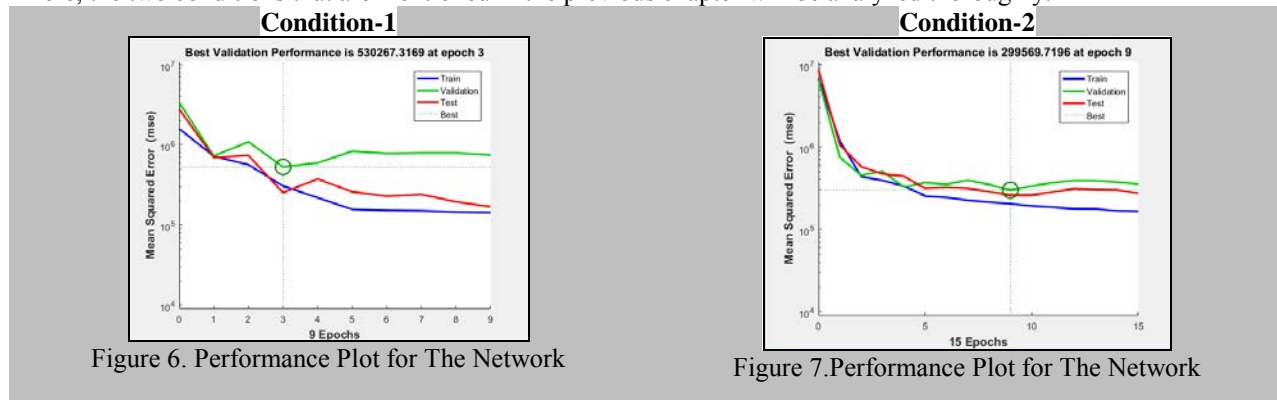 Condition-1
Best Validation Performance is 530267.3169 at epoch 3
Mean Squared Error (mse)
10^7
10^6
10^5
10^4
Train
Validation
Test
Best
0 1 2 3 4 5 6 7 8 9
9 Epochs
Figure 6. Performance Plot for The Network
Condition-2
Best Validation Performance is 299569.7196 at epoch 9
Mean Squared Error (mse)
10^7
10^6
10^5
10^4
Train
Validation
Test
Best
0 5 10 15
15 Epochs
Figure 7.Performance Plot for The Network